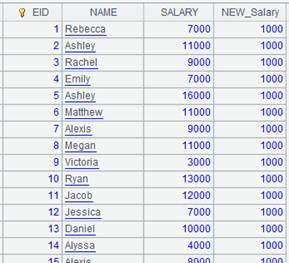 EID NAME SALARY NEW_Salary
1 Rebecca 7000 1000
2 Ashley 11000 1000
3 Rachel 9000 1000
4 Emily 7000 1000
5 Ashley 16000 1000
6 Matthew 11000 1000
7 Alexis 9000 1000
8 Megan 11000 1000
9 Victoria 3000 1000
10 Ryan 13000 1000
11 Jacob 12000 1000
12 Jessica 7000 1000
13 Daniel 10000 1000
14 Alyssa 4000 1000
15 Alexis 8000 1000